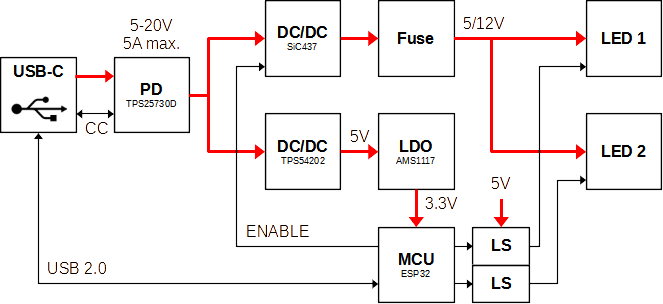 5-20V
5A max.
USB-C
PD
TPS25730D
CC
DC/DC
SiC437
Fuse
5/12V
LED 1
DC/DC
TPS54202
5V
LDO
AMS1117
LED 2
3.3V
5V
ENABLE
MCU
ESP32
LS
LS
USB 2.0